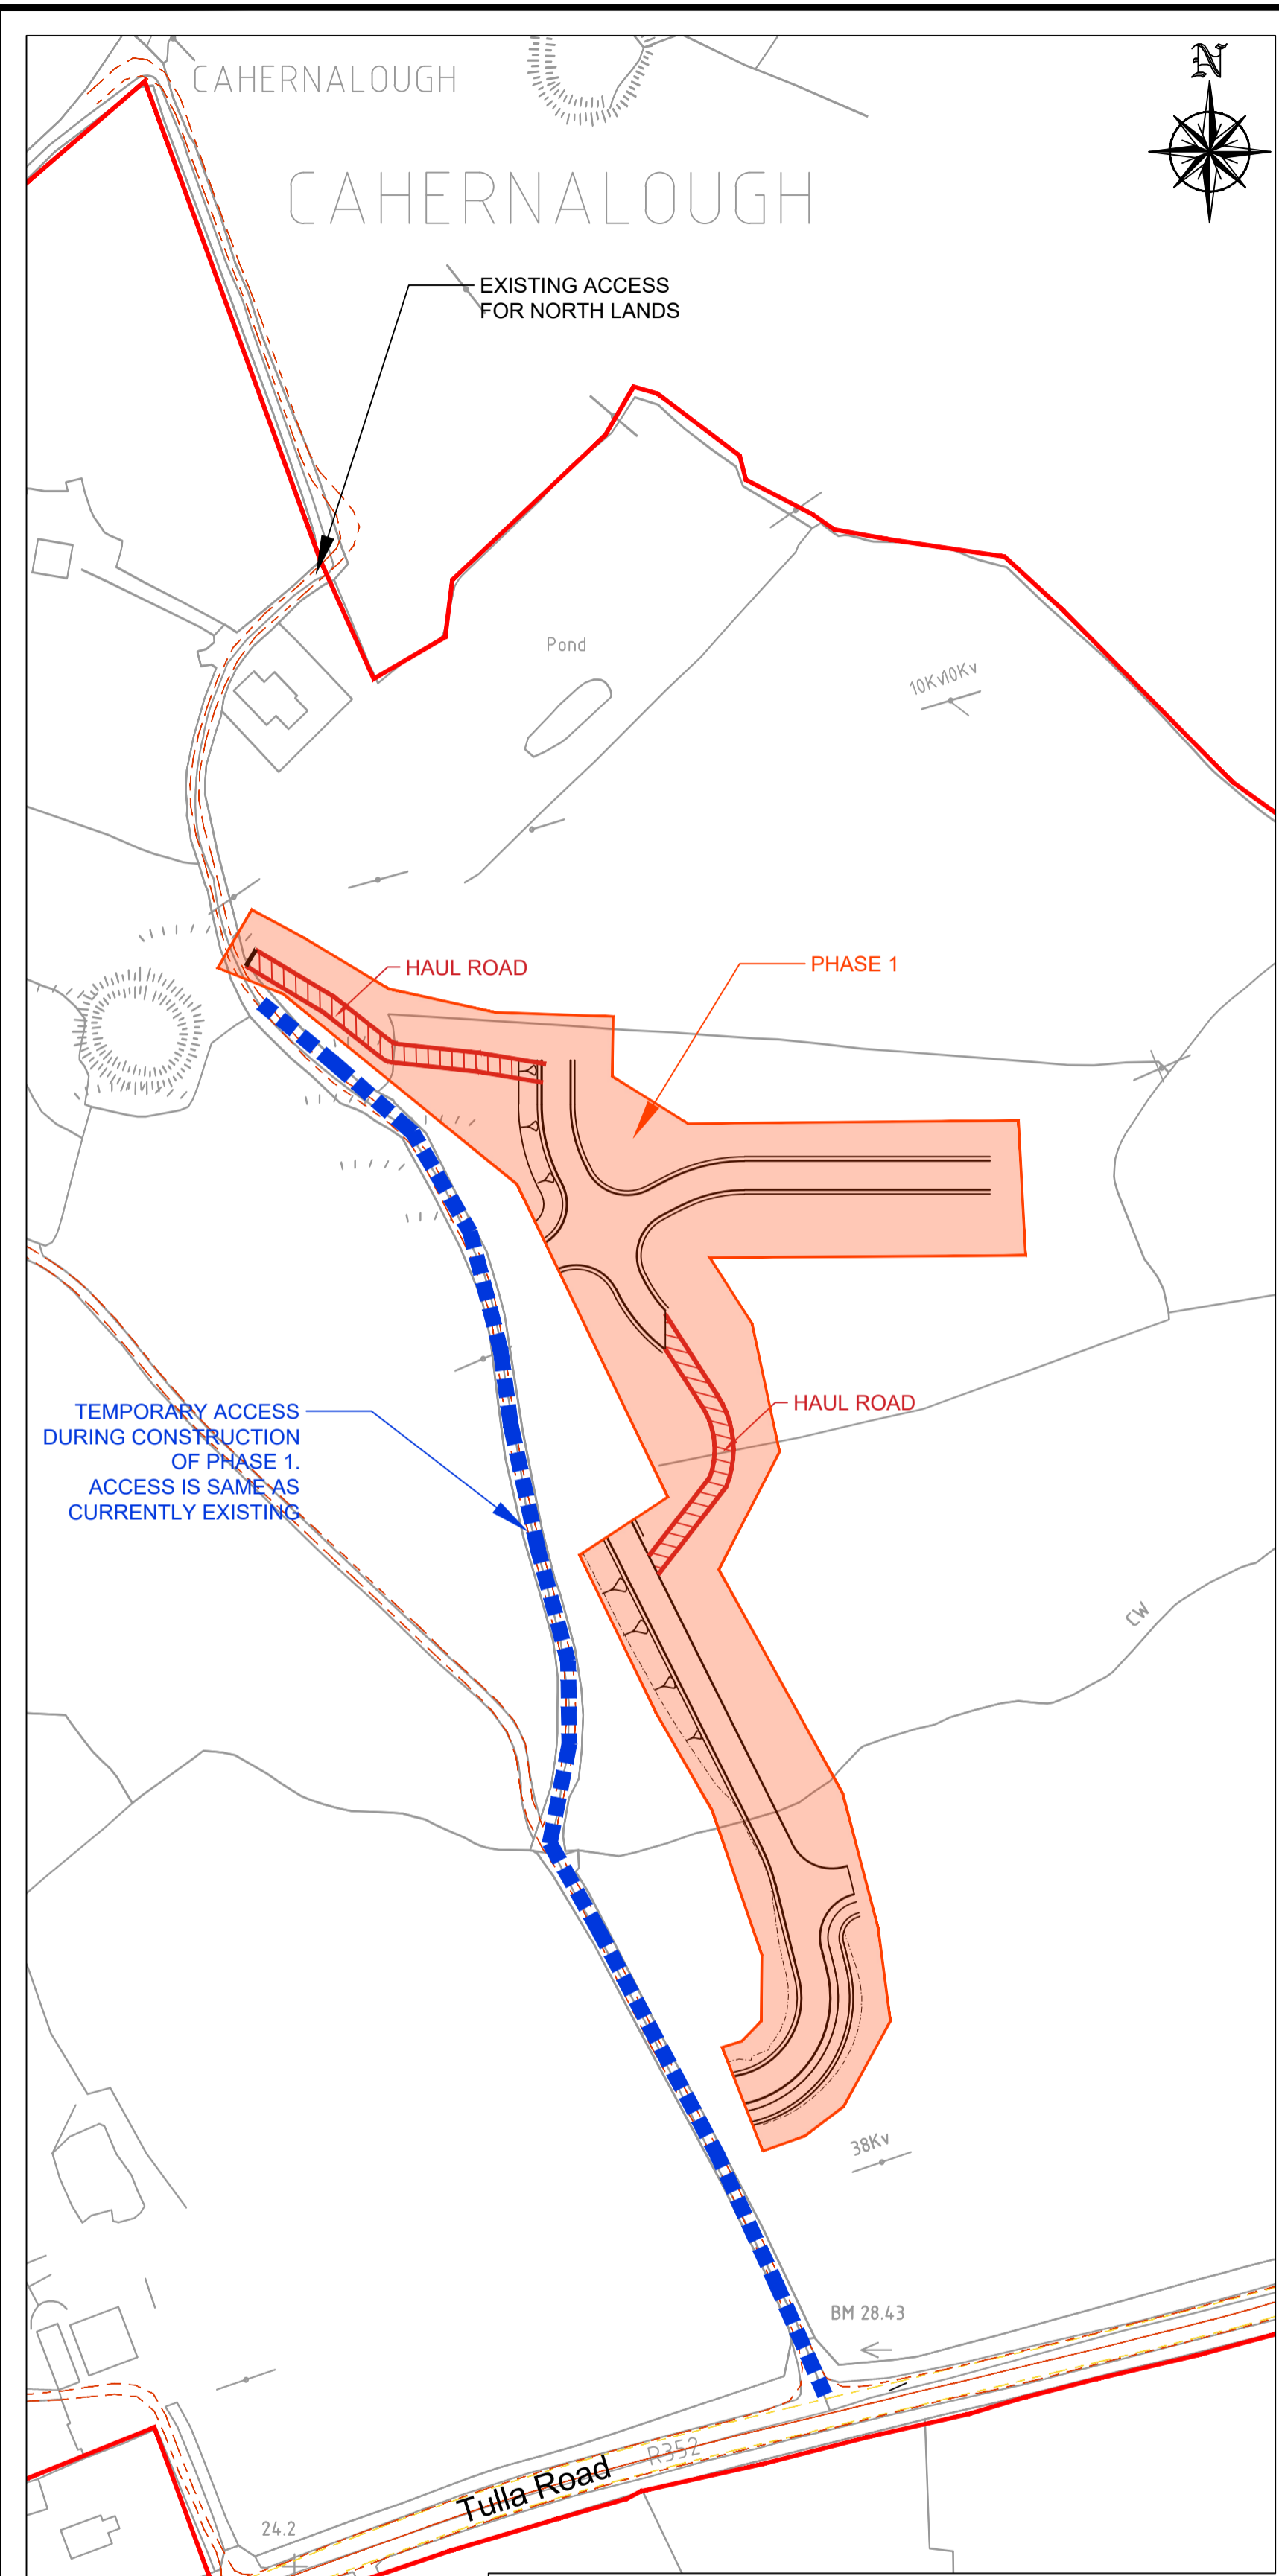 N
CAHERNALOUGH
CAHERNALOUGH
EXISTING ACCESS
FOR NORTH LANDS
Pond
10Kv10Kv
HAUL ROAD
PHASE 1
HAUL ROAD
TEMPORARY ACCESS
DURING CONSTRUCTION
OF PHASE 1.
ACCESS IS SAME AS
CURRENTLY EXISTING
CW
38Kv
BM 28.43
R352
Tulla Road
24.2